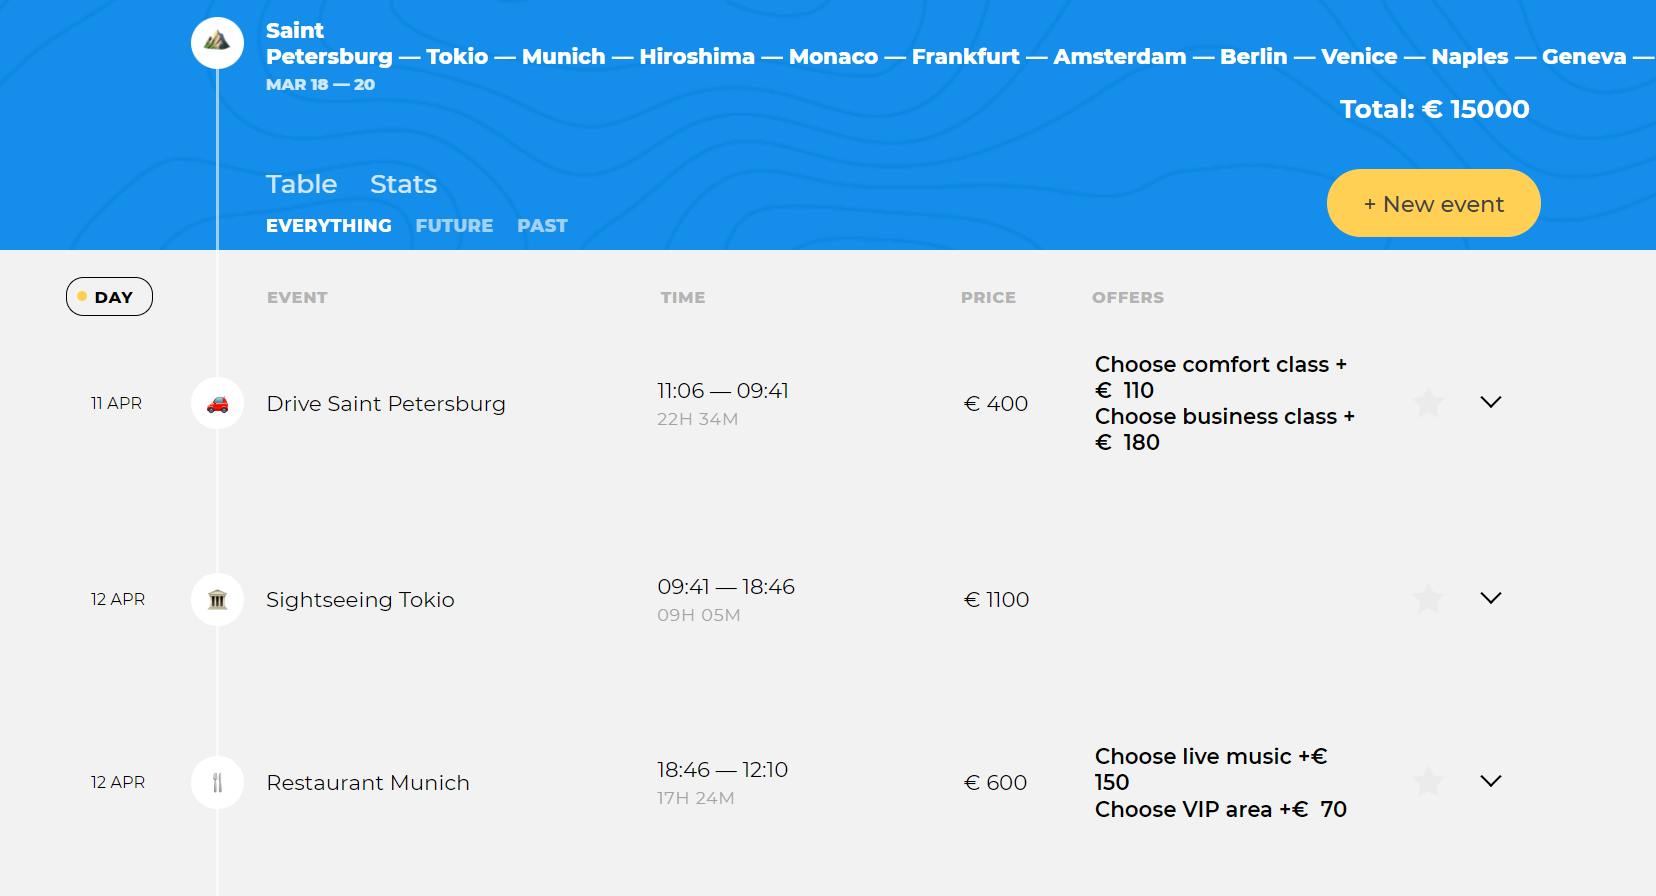 Saint
Petersburg — Tokio — Munich — Hiroshima — Monaco — Frankfurt — Amsterdam — Berlin — Venice — Naples — Geneva —
MAR 18 — 20
Total: € 15000
Table Stats
EVERYTHING FUTURE PAST
+ New event
DAY EVENT TIME PRICE OFFERS
11 APR
Drive Saint Petersburg
11:06 — 09:41
22H 34M
€ 400
Choose comfort class +
€ 110
Choose business class +
€ 180
12 APR
Sightseeing Tokio
09:41 — 18:46
09H 05M
€ 1100
12 APR
Restaurant Munich
18:46 — 12:10
17H 24M
€ 600
Choose live music +€
150
Choose VIP area +€ 70